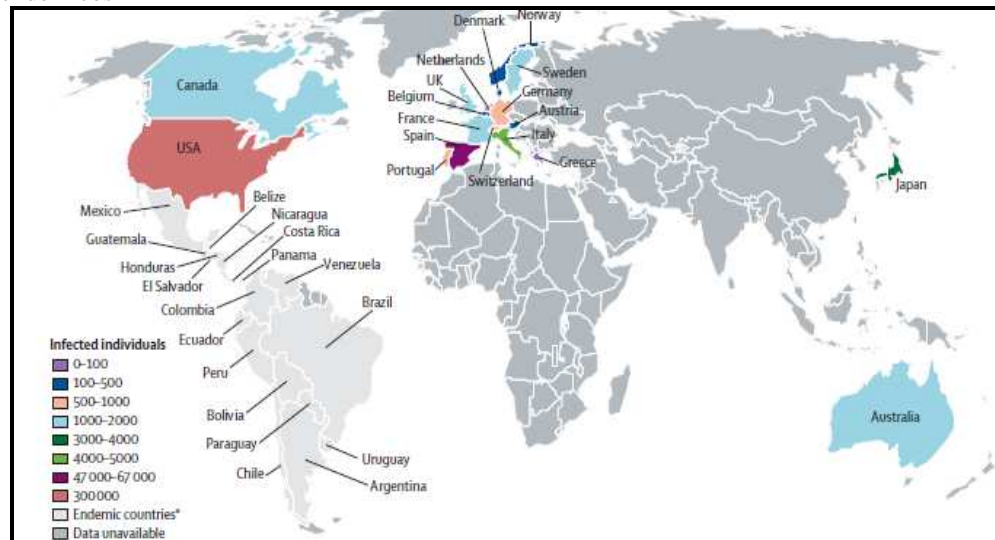 Norway
Denmark
Netherlands
Sweden
Canada
UK
Germany
Belgium
Austria
France
USA
Spain
Italy
Greece
Portugal
Switzerland
Japan
Belize
Mexico
Nicaragua
Guatemala
Costa Rica
Panama
Honduras
Venezuela
El Salvador
Colombia
Brazil
Ecuador
Infected individuals
0–100
Peru
100–500
500–1000
1000–2000
Bolivia
Australia
3000–4000
Paraguay
4000–5000
Uruguay
47 000–67 000
Chile
Argentina
300 000
Endemic countries*
Data unavailable